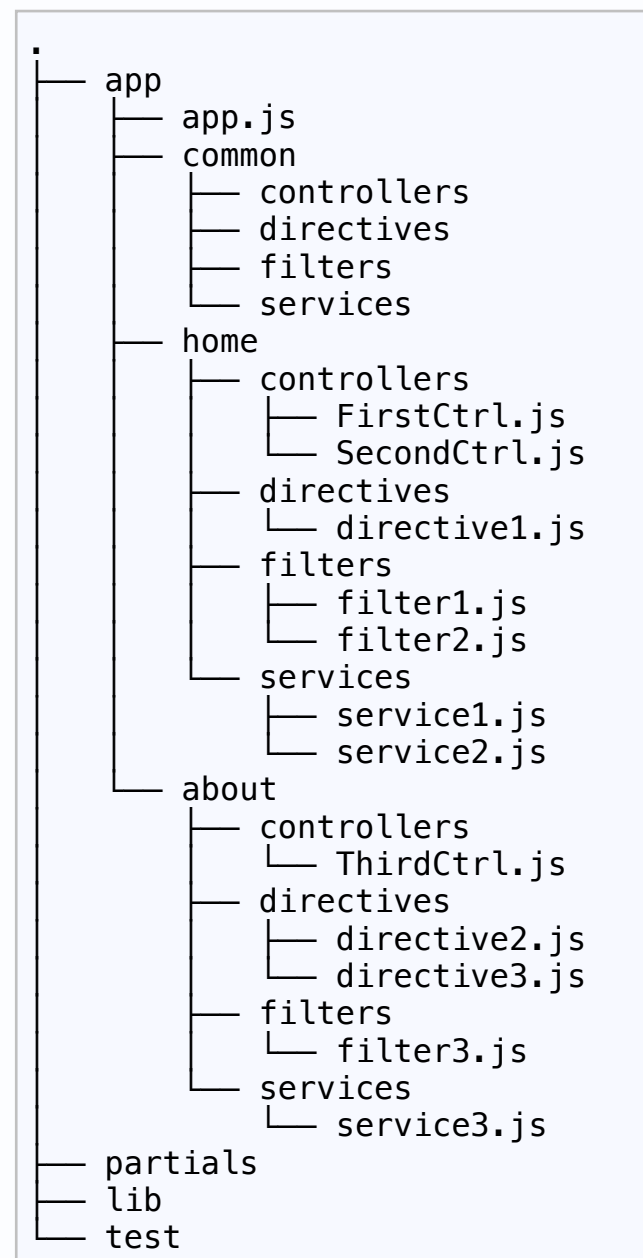 .
├── app
│   ├── app.js
│   ├── common
│   │   ├── controllers
│   │   ├── directives
│   │   ├── filters
│   │   └── services
│   ├── home
│   │   ├── controllers
│   │   │   ├── FirstCtrl.js
│   │   │   └── SecondCtrl.js
│   │   ├── directives
│   │   │   └── directive1.js
│   │   ├── filters
│   │   │   ├── filter1.js
│   │   │   └── filter2.js
│   │   └── services
│   │       ├── service1.js
│   │       └── service2.js
│   └── about
│       ├── controllers
│       │   └── ThirdCtrl.js
│       ├── directives
│       │   ├── directive2.js
│       │   └── directive3.js
│       ├── filters
│       │   └── filter3.js
│       └── services
│           └── service3.js
├── partials
├── lib
└── test